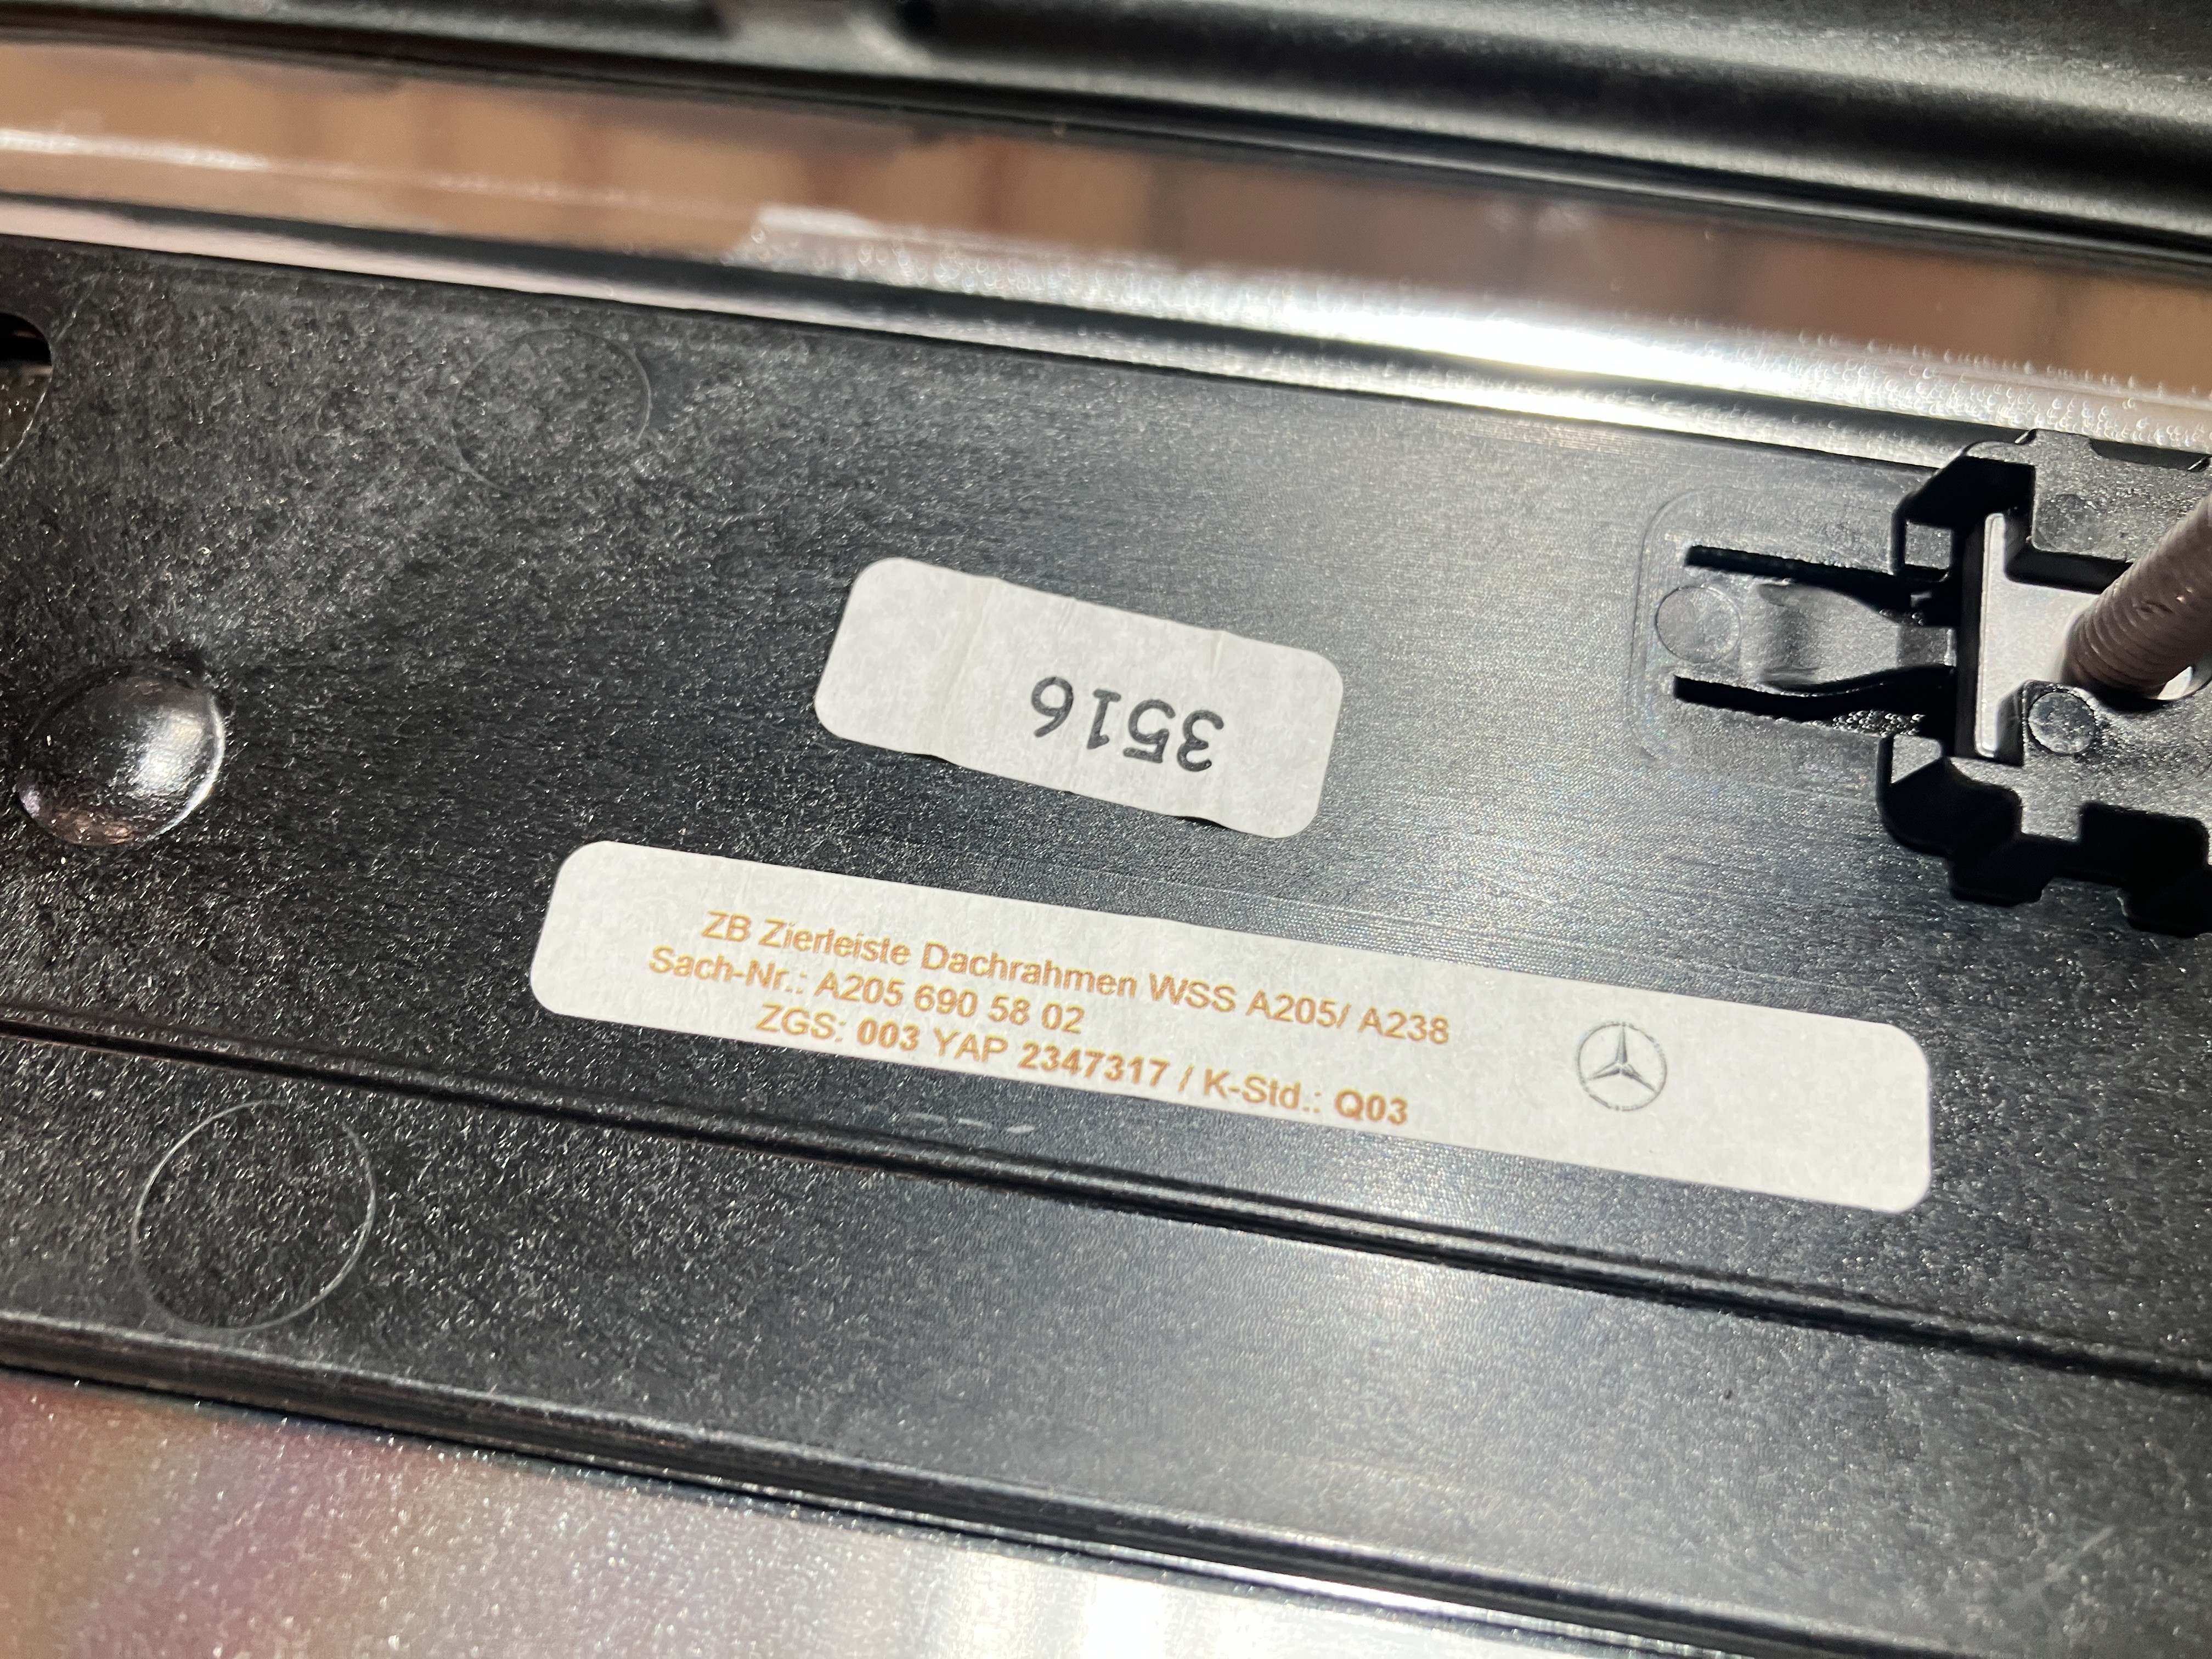 3516
ZB Zierleiste Dachrahmen WSS A205/ A238
Sach-Nr.: A205 690 58 02
ZGS: 003 YAP 2347317 / K-Std.: Q03